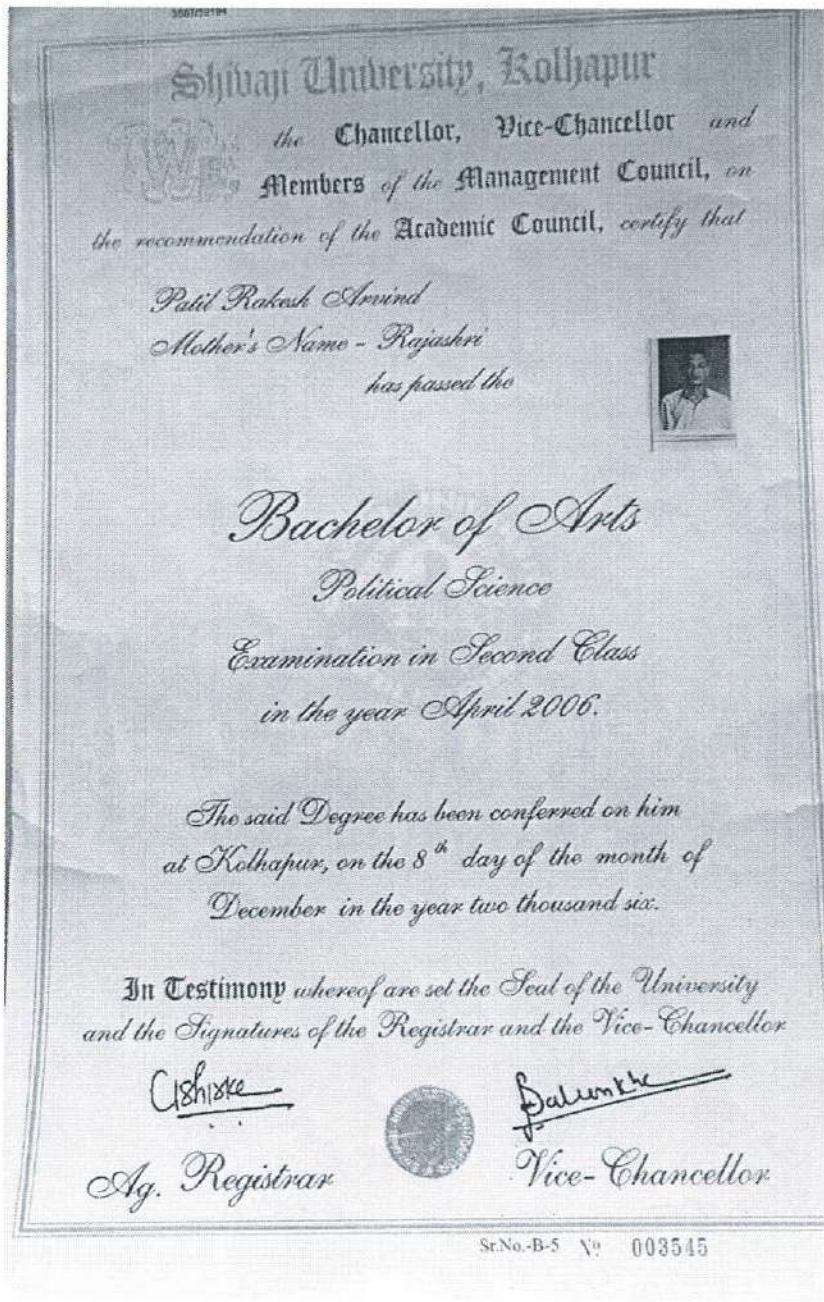 Shivaji University, Kolhapur
WE, the Chancellor, Vice-Chancellor and
Members of the Management Council, on
the recommendation of the Academic Council, certify that
Patil Rakesh Arvind
Mother's Name - Rajashri
has passed the
Bachelor of Arts
Political Science
Examination in Second Class
in the year April 2006.
The said Degree has been conferred on him
at Kolhapur, on the 8th day of the month of
December in the year two thousand six.
In Testimony whereof are set the Seal of the University
and the Signatures of the Registrar and the Vice-Chancellor
Ag. Registrar
Vice-Chancellor
Sr.No.-B-5 No 003545